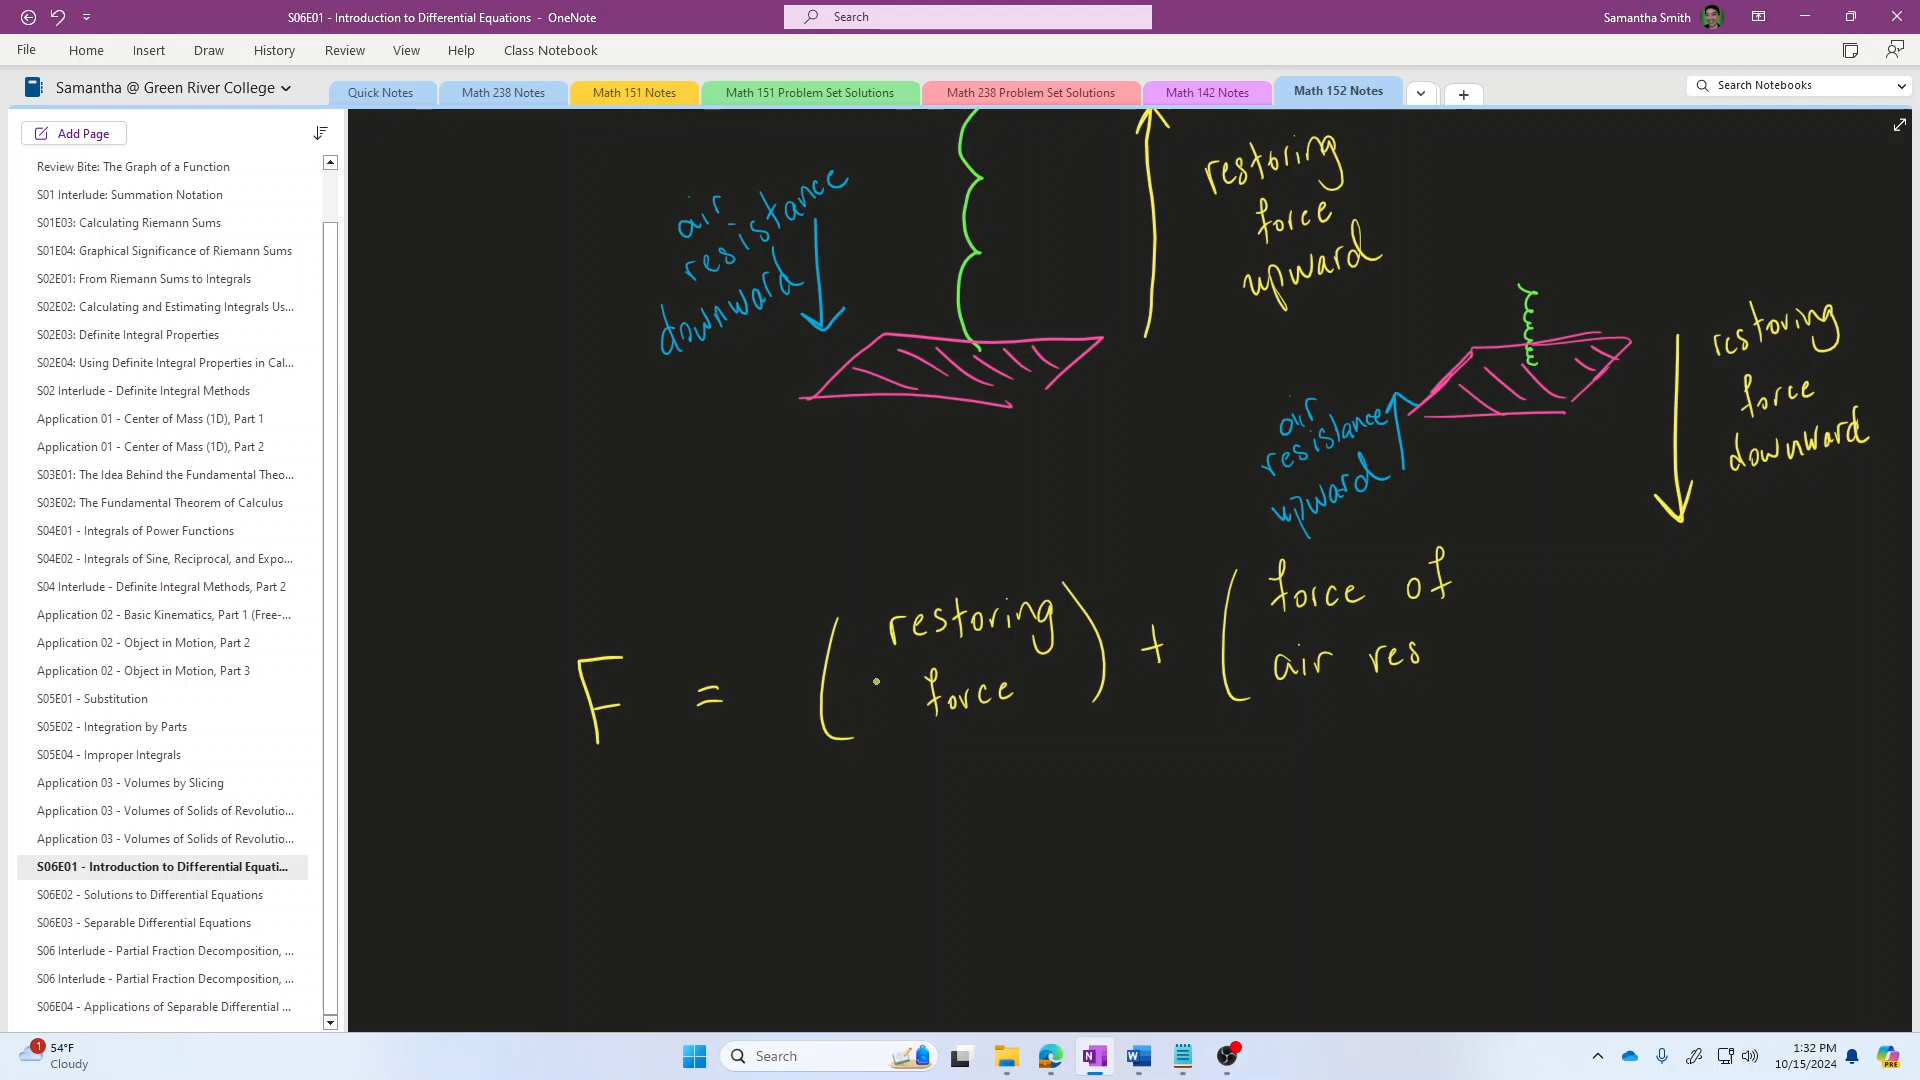 S06E01 - Introduction to Differential Equations - OneNote
Search
Samantha Smith
File Home Insert Draw History Review View Help Class Notebook
Samantha @ Green River College
Quick Notes
Math 238 Notes
Math 151 Notes
Math 151 Problem Set Solutions
Math 238 Problem Set Solutions
Math 142 Notes
Math 152 Notes
Search Notebooks
Add Page
Review Bite: The Graph of a Function
S01 Interlude: Summation Notation
S01E03: Calculating Riemann Sums
S01E04: Graphical Significance of Riemann Sums
S02E01: From Riemann Sums to Integrals
S02E02: Calculating and Estimating Integrals Us...
S02E03: Definite Integral Properties
S02E04: Using Definite Integral Properties in Cal...
S02 Interlude - Definite Integral Methods
Application 01 - Center of Mass (1D), Part 1
Application 01 - Center of Mass (1D), Part 2
S03E01: The Idea Behind the Fundamental Theo...
S03E02: The Fundamental Theorem of Calculus
S04E01 - Integrals of Power Functions
S04E02 - Integrals of Sine, Reciprocal, and Expo...
S04 Interlude - Definite Integral Methods, Part 2
Application 02 - Basic Kinematics, Part 1 (Free-...
Application 02 - Object in Motion, Part 2
Application 02 - Object in Motion, Part 3
S05E01 - Substitution
S05E02 - Integration by Parts
S05E04 - Improper Integrals
Application 03 - Volumes by Slicing
Application 03 - Volumes of Solids of Revolutio...
Application 03 - Volumes of Solids of Revolutio...
S06E01 - Introduction to Differential Equati...
S06E02 - Solutions to Differential Equations
S06E03 - Separable Differential Equations
S06 Interlude - Partial Fraction Decomposition, ...
S06 Interlude - Partial Fraction Decomposition, ...
S06E04 - Applications of Separable Differential ...
air
resistance
downward
restoring
force
upward
air
resistance
upward
restoring
force
downward
F = ( restoring
force ) + ( force of
air res
1
54°F
Cloudy
Search
1:32 PM
10/15/2024
PRE